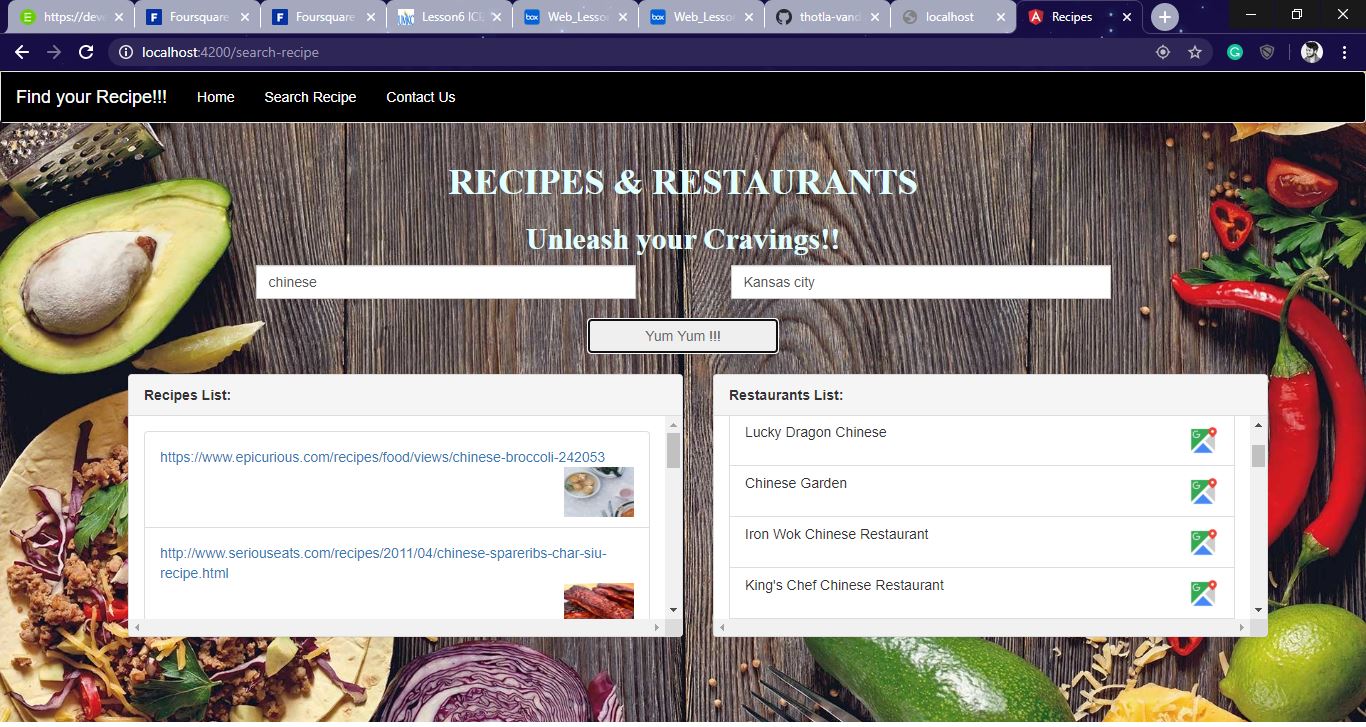 https://deve
Foursquare
Foursquare
Lesson6 ICE
Web_Lesso
Web_Lesso
thotla-vand
localhost
Recipes
localhost:4200/search-recipe
Find your Recipe!!!
Home
Search Recipe
Contact Us
RECIPES & RESTAURANTS
Unleash your Cravings!!
chinese
Kansas city
Yum Yum !!!
Recipes List:
https://www.epicurious.com/recipes/food/views/chinese-broccoli-242053
http://www.seriouseats.com/recipes/2011/04/chinese-spareribs-char-siu-
recipe.html
Restaurants List:
Lucky Dragon Chinese
Chinese Garden
Iron Wok Chinese Restaurant
King's Chef Chinese Restaurant